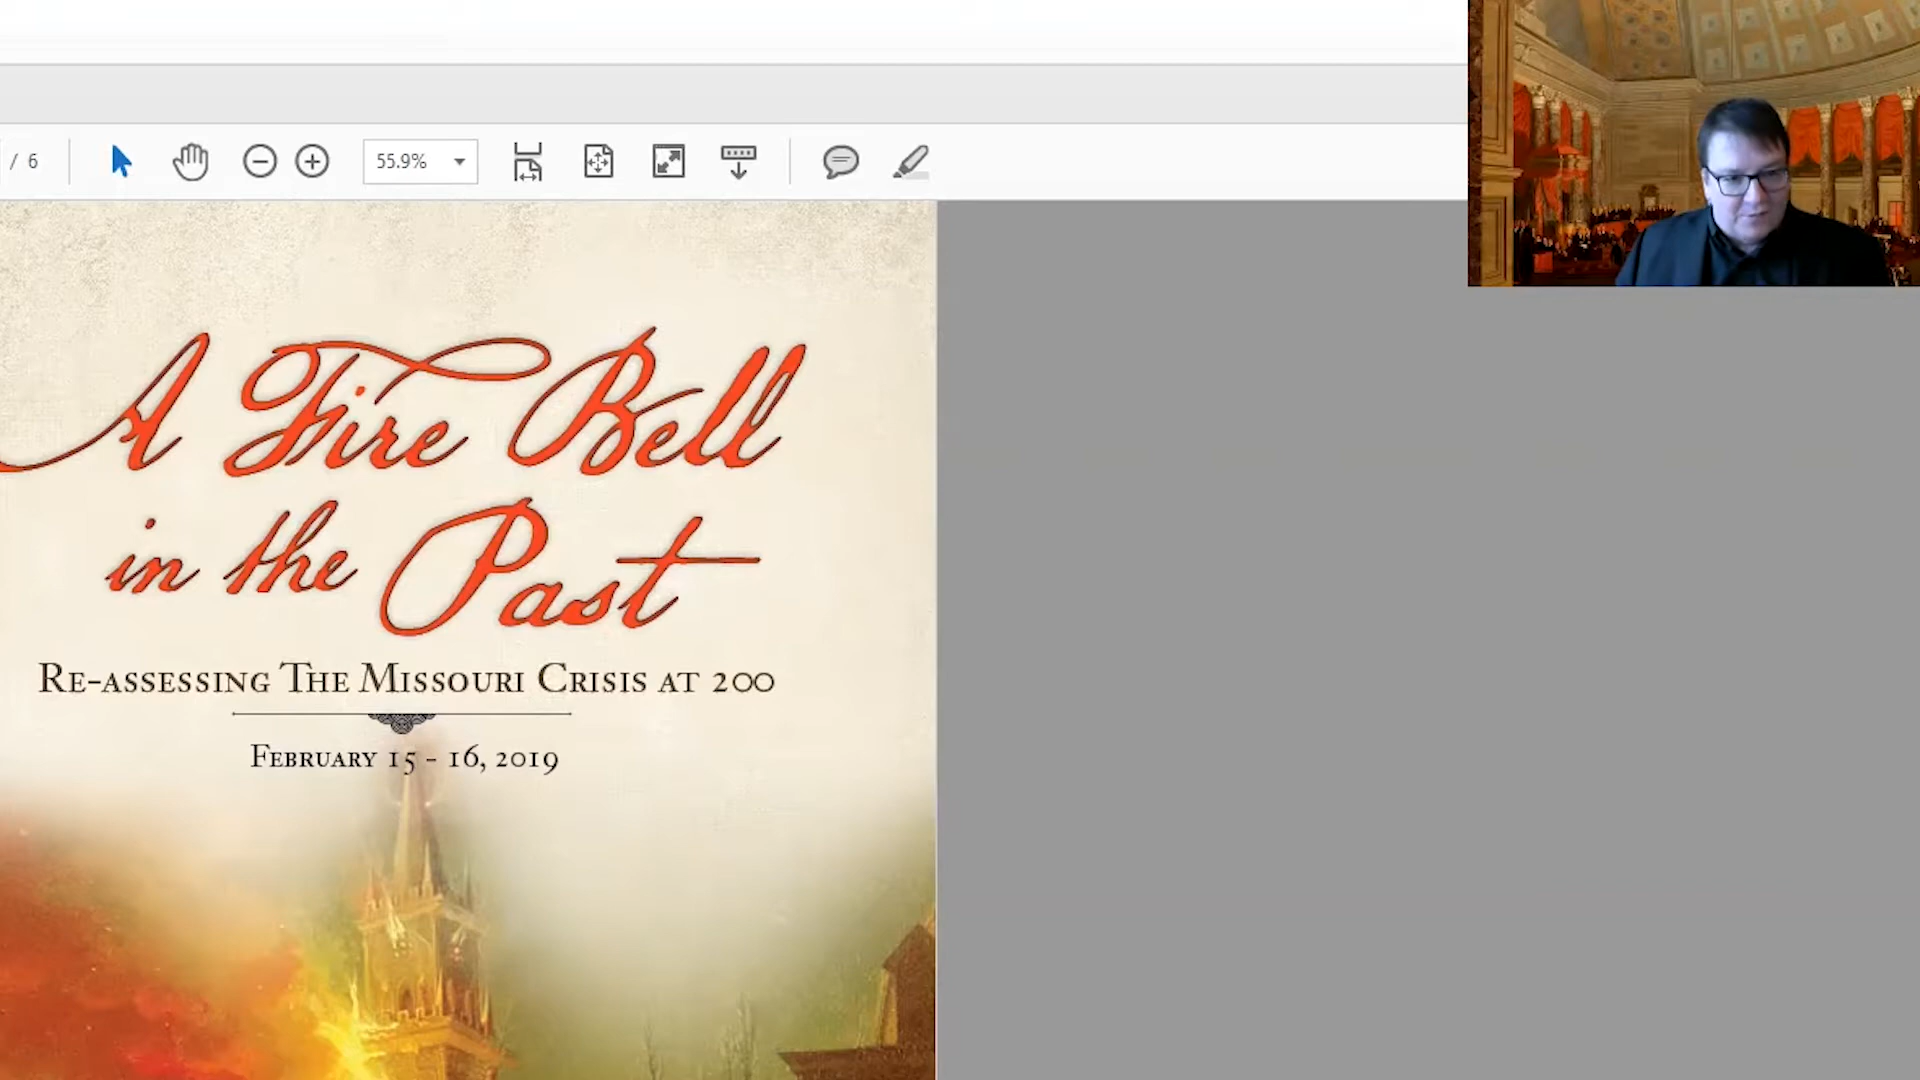 / 6
55.9%
A Fire Bell
in the Past
Re-assessing The Missouri Crisis at 200
February 15 - 16, 2019